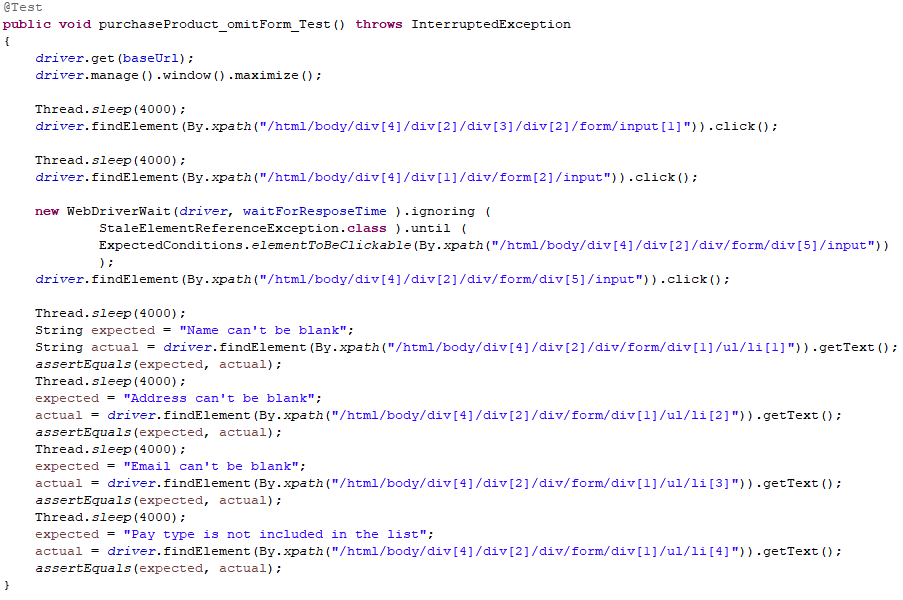 @Test
public void purchaseProduct_omitForm_Test() throws InterruptedException
{
driver.get(baseUrl);
driver.manage().window().maximize();
Thread.sleep(4000);
driver.findElement(By.xpath("/html/body/div[4]/div[2]/div[3]/div[2]/form/input[1]")).click();
Thread.sleep(4000);
driver.findElement(By.xpath("/html/body/div[4]/div[1]/div/form[2]/input")).click();
new WebDriverWait(driver, waitForResposeTime ).ignoring (
StaleElementReferenceException.class ).until (
ExpectedConditions.elementToBeClickable(By.xpath("/html/body/div[4]/div[2]/div/form/div[5]/input"))
);
driver.findElement(By.xpath("/html/body/div[4]/div[2]/div/form/div[5]/input")).click();
Thread.sleep(4000);
String expected = "Name can't be blank";
String actual = driver.findElement(By.xpath("/html/body/div[4]/div[2]/div/form/div[1]/ul/li[1]")).getText();
assertEquals(expected, actual);
Thread.sleep(4000);
expected = "Address can't be blank";
actual = driver.findElement(By.xpath("/html/body/div[4]/div[2]/div/form/div[1]/ul/li[2]")).getText();
assertEquals(expected, actual);
Thread.sleep(4000);
expected = "Email can't be blank";
actual = driver.findElement(By.xpath("/html/body/div[4]/div[2]/div/form/div[1]/ul/li[3]")).getText();
assertEquals(expected, actual);
Thread.sleep(4000);
expected = "Pay type is not included in the list";
actual = driver.findElement(By.xpath("/html/body/div[4]/div[2]/div/form/div[1]/ul/li[4]")).getText();
assertEquals(expected, actual);
}